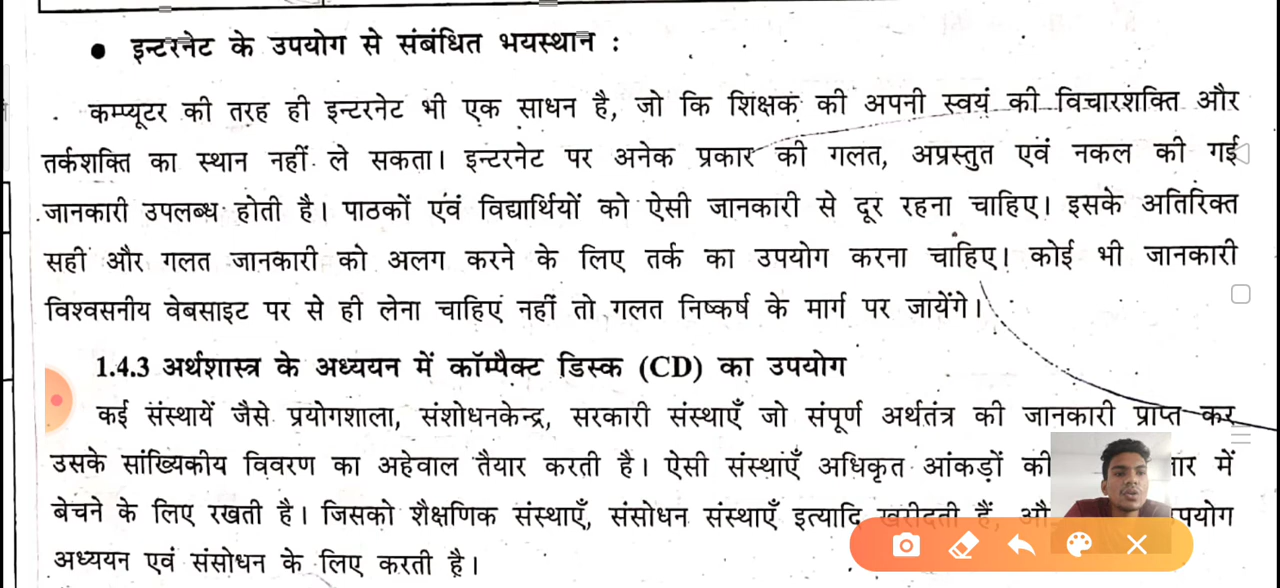 ● इन्टरनेट के उपयोग से संबंधित भयस्थान :
कम्प्यूटर की तरह ही इन्टरनेट भी एक साधन है, जो कि शिक्षक की अपनी स्वयं की विचारशक्ति और
तर्कशक्ति का स्थान नहीं ले सकता। इन्टरनेट पर अनेक प्रकार की गलत, अप्रस्तुत एवं नकल की गई
जानकारी उपलब्ध होती है। पाठकों एवं विद्यार्थियों को ऐसी जानकारी से दूर रहना चाहिए। इसके अतिरिक्त
सही और गलत जानकारी को अलग करने के लिए तर्क का उपयोग करना चाहिए। कोई भी जानकारी
विश्वसनीय वेबसाइट पर से ही लेना चाहिए नहीं तो गलत निष्कर्ष के मार्ग पर जायेंगे।
1.4.3 अर्थशास्त्र के अध्ययन में कॉम्पैक्ट डिस्क (CD) का उपयोग
कई संस्थायें जैसे प्रयोगशाला, संशोधनकेन्द्र, सरकारी संस्थाएँ जो संपूर्ण अर्थतंत्र की जानकारी प्राप्त कर
उसके सांख्यिकीय विवरण का अहेवाल तैयार करती है। ऐसी संस्थाएँ अधिकृत आंकड़ों की में
बेचने के लिए रखती है। जिसको शैक्षणिक संस्थाएँ, संसोधन संस्थाएँ इत्यादि खरीदती हैं,
अध्ययन एवं संसोधन के लिए करती है।